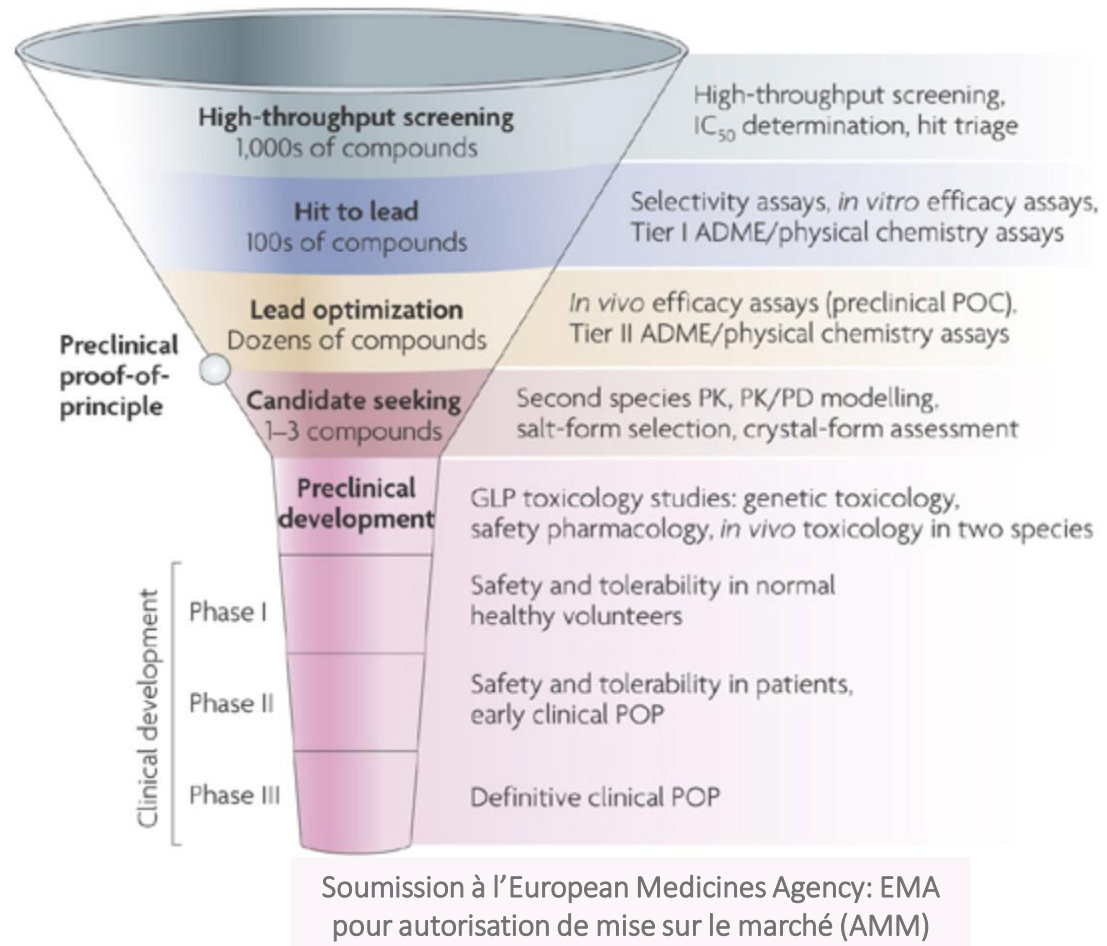 High-throughput screening
1,000s of compounds
High-throughput screening,
IC₅₀ determination, hit triage
Hit to lead
100s of compounds
Selectivity assays, in vitro efficacy assays,
Tier I ADME/physical chemistry assays
Lead optimization
Dozens of compounds
In vivo efficacy assays (preclinical POC),
Tier II ADME/physical chemistry assays
Preclinical
proof-of-
principle
Candidate seeking
1–3 compounds
Second species PK, PK/PD modelling,
salt-form selection, crystal-form assessment
Preclinical
development
GLP toxicology studies: genetic toxicology,
safety pharmacology, in vivo toxicology in two species
Clinical development
Phase I
Safety and tolerability in normal
healthy volunteers
Phase II
Safety and tolerability in patients,
early clinical POP
Phase III
Definitive clinical POP
Soumission à l'European Medicines Agency: EMA
pour autorisation de mise sur le marché (AMM)